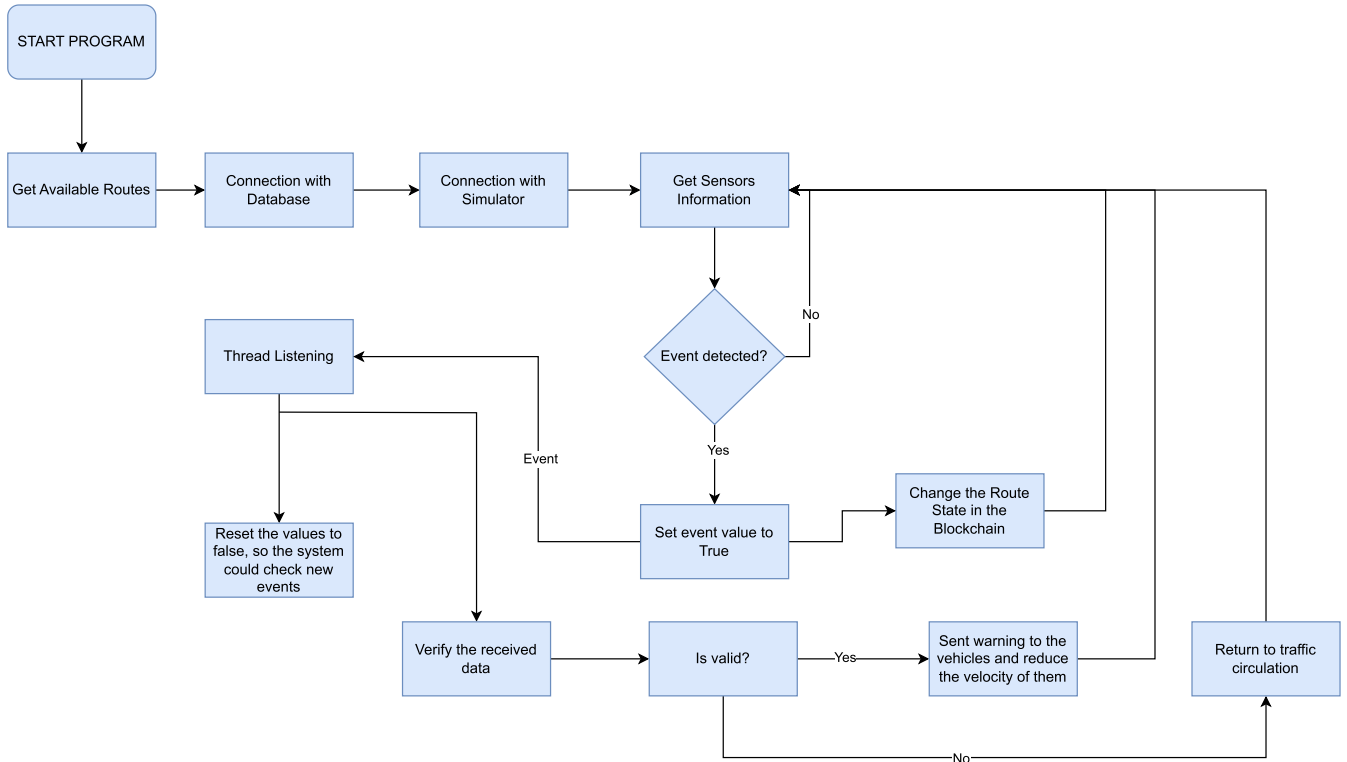 START PROGRAM
Get Available Routes
Connection with
Database
Connection with
Simulator
Get Sensors
Information
No
Thread Listening
Event detected?
Yes
Event
Change the Route
State in the
Blockchain
Set event value to
True
Reset the values to
false, so the system
could check new
events
Verify the received
data
Is valid?
Yes
Sent warning to the
vehicles and reduce
the velocity of them
Return to traffic
circulation
No